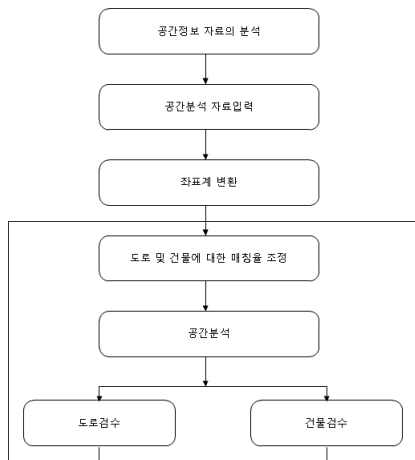 공간정보 자료의 분석
공간분석 자료입력
좌표계 변환
도로 및 건물에 대한 매칭율 조정
공간분석
도로검수
건물검수